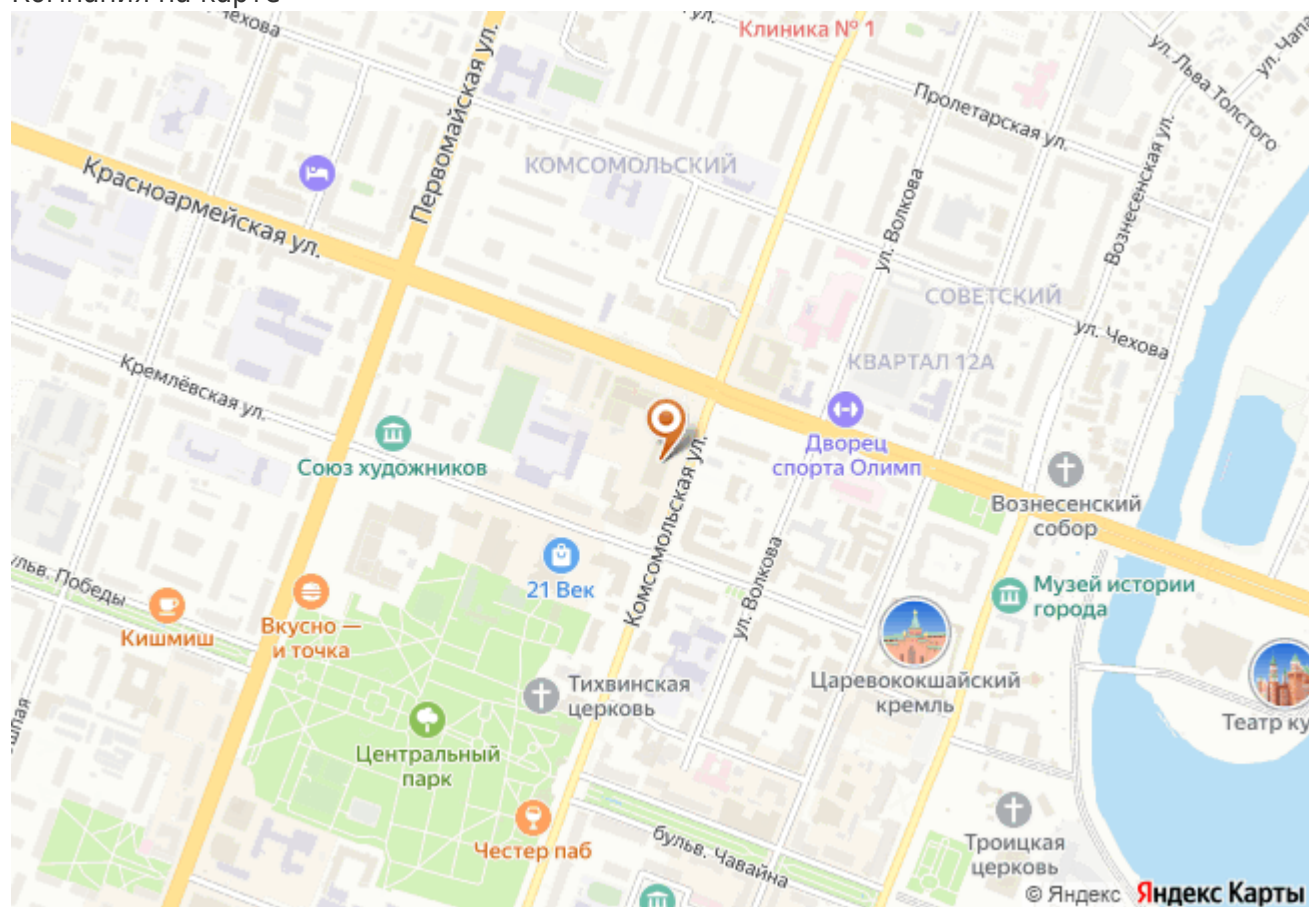 Компания на карте
Клиника № 1
ул. Льва Толстого
Пролетарская ул.
Первомайская ул.
КОМСОМОЛЬСКИЙ
Вознесенская ул.
Красноармейская ул.
ул. Волкова
СОВЕТСКИЙ
ул. Чехова
КВАРТАЛ 12А
Кремлёвская ул.
Дворец
спорта Олимп
Союз художников
Комсомольская ул.
Вознесенский
собор
21 Век
ул. Волкова
Музей истории
города
бульв. Победы
Кишмиш
Вкусно —
и точка
Тихвинская
церковь
Царевококшайский
кремль
Театр ку
Центральный
парк
Честер паб
бульв. Чавайна
Троицкая
церковь
© Яндекс Яндекс Карты